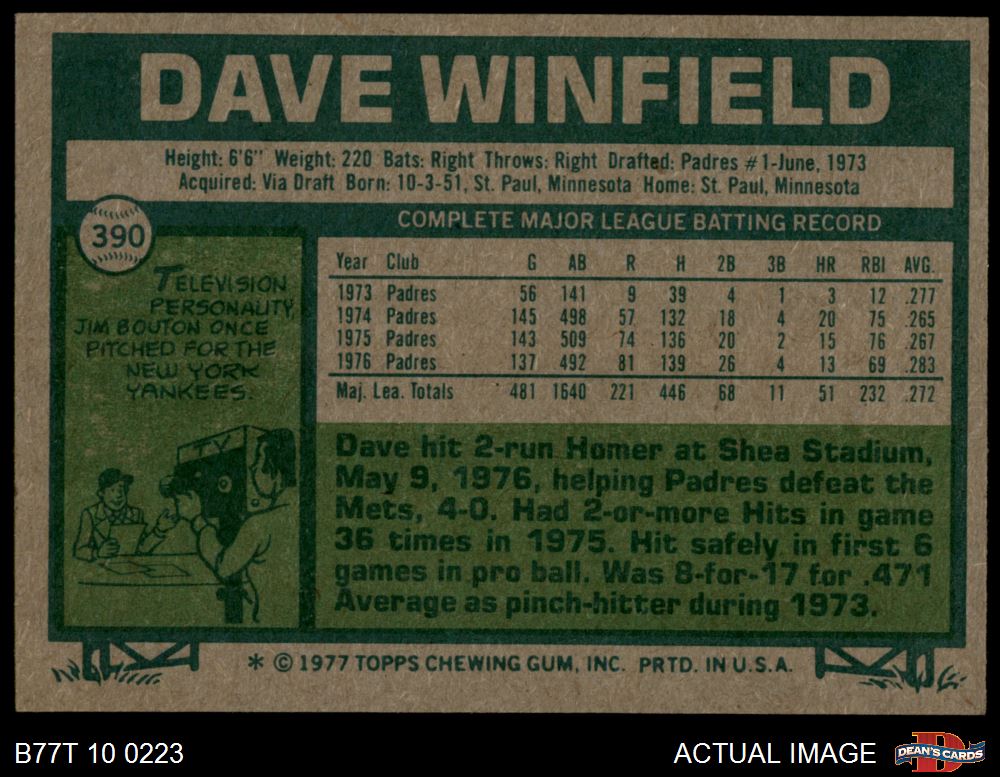 DAVE WINFIELD
Height: 6'6" Weight: 220 Bats: Right Throws: Right Drafted: Padres #1-June, 1973
Acquired: Via Draft Born: 10-3-51, St. Paul, Minnesota Home: St. Paul, Minnesota
390
COMPLETE MAJOR LEAGUE BATTING RECORD
Year Club G AB R H 2B 3B HR RBI AVG.
1973 Padres 56 141 9 39 4 1 3 12 .277
1974 Padres 145 498 57 132 18 4 20 75 .265
1975 Padres 143 509 74 136 20 2 15 76 .267
1976 Padres 137 492 81 139 26 4 13 69 .283
Maj. Lea. Totals 481 1640 221 446 68 11 51 232 .272
TELEVISION
PERSONALITY,
JIM BOUTON ONCE
PITCHED FOR THE
NEW YORK
YANKEES.
TV
Dave hit 2-run Homer at Shea Stadium,
May 9, 1976, helping Padres defeat the
Mets, 4-0. Had 2-or-more Hits in game
36 times in 1975. Hit safely in first 6
games in pro ball. Was 8-for-17 for .471
Average as pinch-hitter during 1973.
* © 1977 TOPPS CHEWING GUM, INC. PRTD. IN U.S.A.
B77T 10 0223
ACTUAL IMAGE
D
DEAN'S CARDS